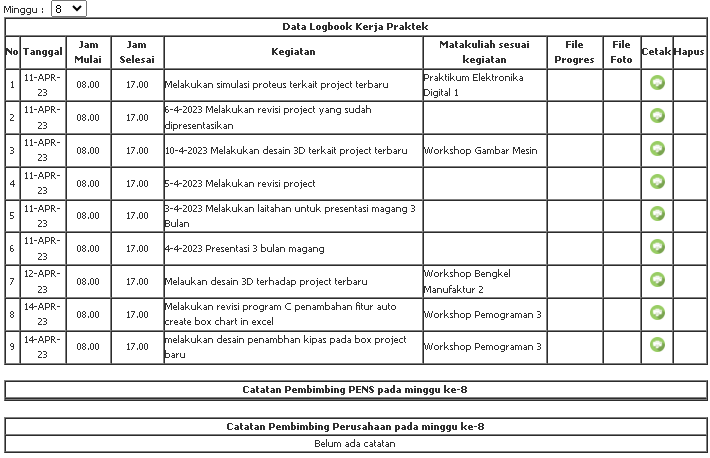 Minggu : 8
Data Logbook Kerja Praktek
No Tanggal Jam Mulai Jam Selesai Kegiatan Matakuliah sesuai kegiatan File Progres File Foto Cetak Hapus
1 11-APR-23 08.00 17.00 Melakukan simulasi proteus terkait project terbaru Praktikum Elektronika Digital 1
2 11-APR-23 08.00 17.00 6-4-2023 Melakukan revisi project yang sudah dipresentasikan
3 11-APR-23 08.00 17.00 10-4-2023 Melakukan desain 3D terkait project terbaru Workshop Gambar Mesin
4 11-APR-23 08.00 17.00 5-4-2023 Melakukan revisi project
5 11-APR-23 08.00 17.00 3-4-2023 Melakukan laitahan untuk presentasi magang 3 Bulan
6 11-APR-23 08.00 17.00 4-4-2023 Presentasi 3 bulan magang
7 12-APR-23 08.00 17.00 Melaukan desain 3D terhadap project terbaru Workshop Bengkel Manufaktur 2
8 14-APR-23 08.00 17.00 Melakukan revisi program C penambahan fitur auto create box chart in excel Workshop Pemograman 3
9 14-APR-23 08.00 17.00 melakukan desain penambhan kipas pada box project baru Workshop Pemograman 3
Catatan Pembimbing PENS pada minggu ke-8
Catatan Pembimbing Perusahaan pada minggu ke-8
Belum ada catatan